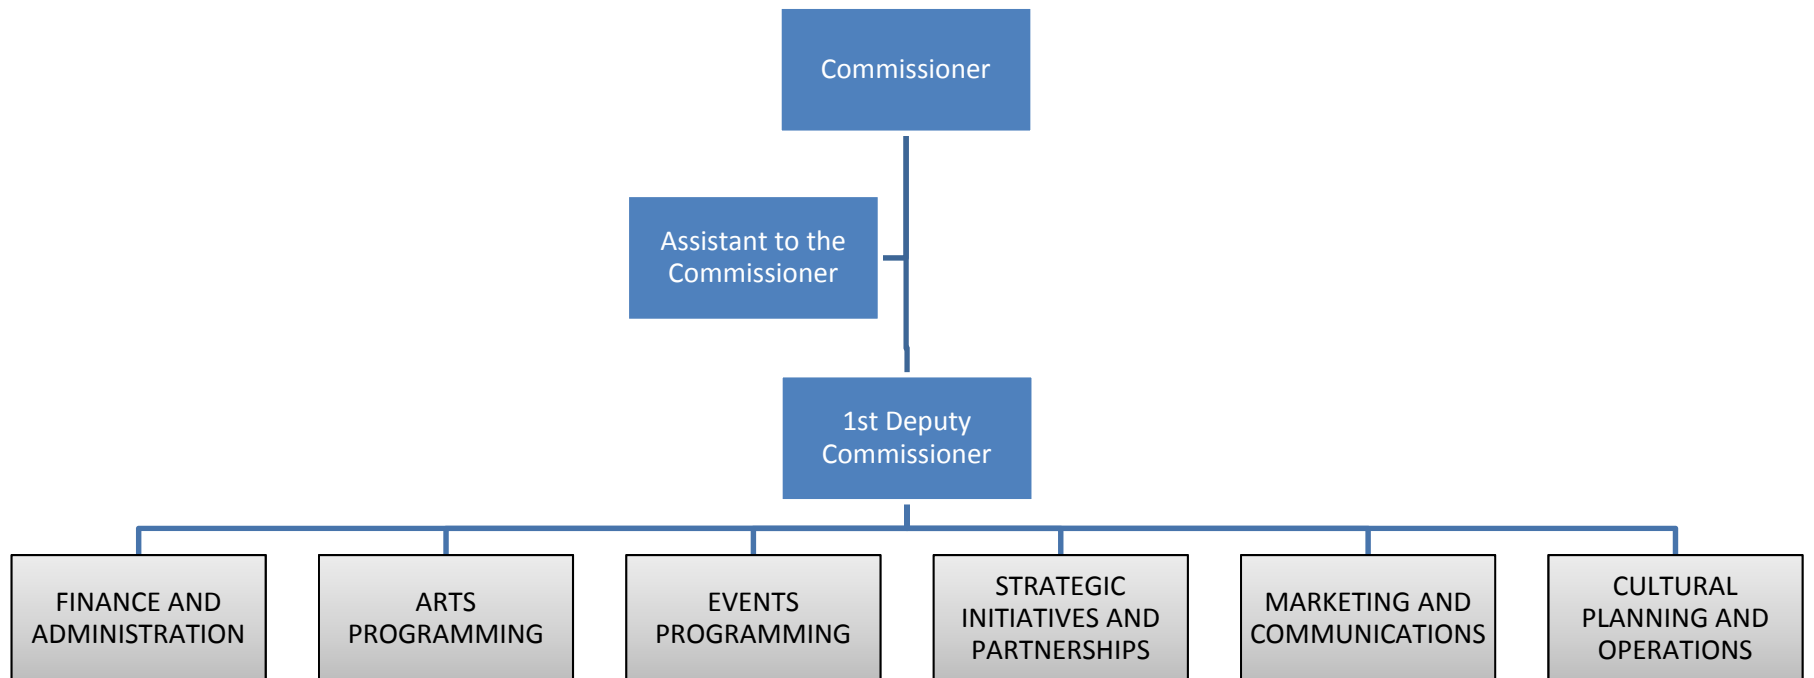 Commissioner
Assistant to the
Commissioner
1st Deputy
Commissioner
FINANCE AND
ADMINISTRATION
ARTS
PROGRAMMING
EVENTS
PROGRAMMING
STRATEGIC
INITIATIVES AND
PARTNERSHIPS
MARKETING AND
COMMUNICATIONS
CULTURAL
PLANNING AND
OPERATIONS